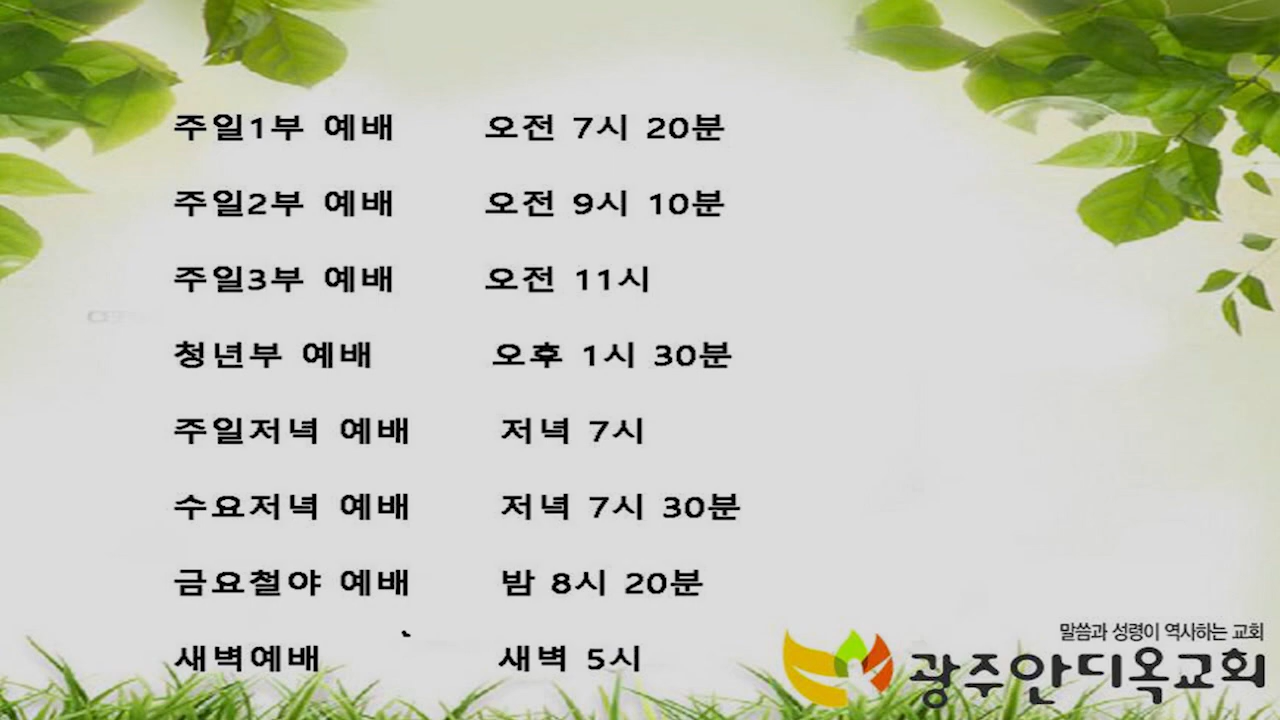 주일1부 예배 오전 7시 20분
주일2부 예배 오전 9시 10분
주일3부 예배 오전 11시
청년부 예배 오후 1시 30분
주일저녁 예배 저녁 7시
수요저녁 예배 저녁 7시 30분
금요철야 예배 밤 8시 20분
새벽예배 새벽 5시
말씀과 성령이 역사하는 교회
광주안디옥교회